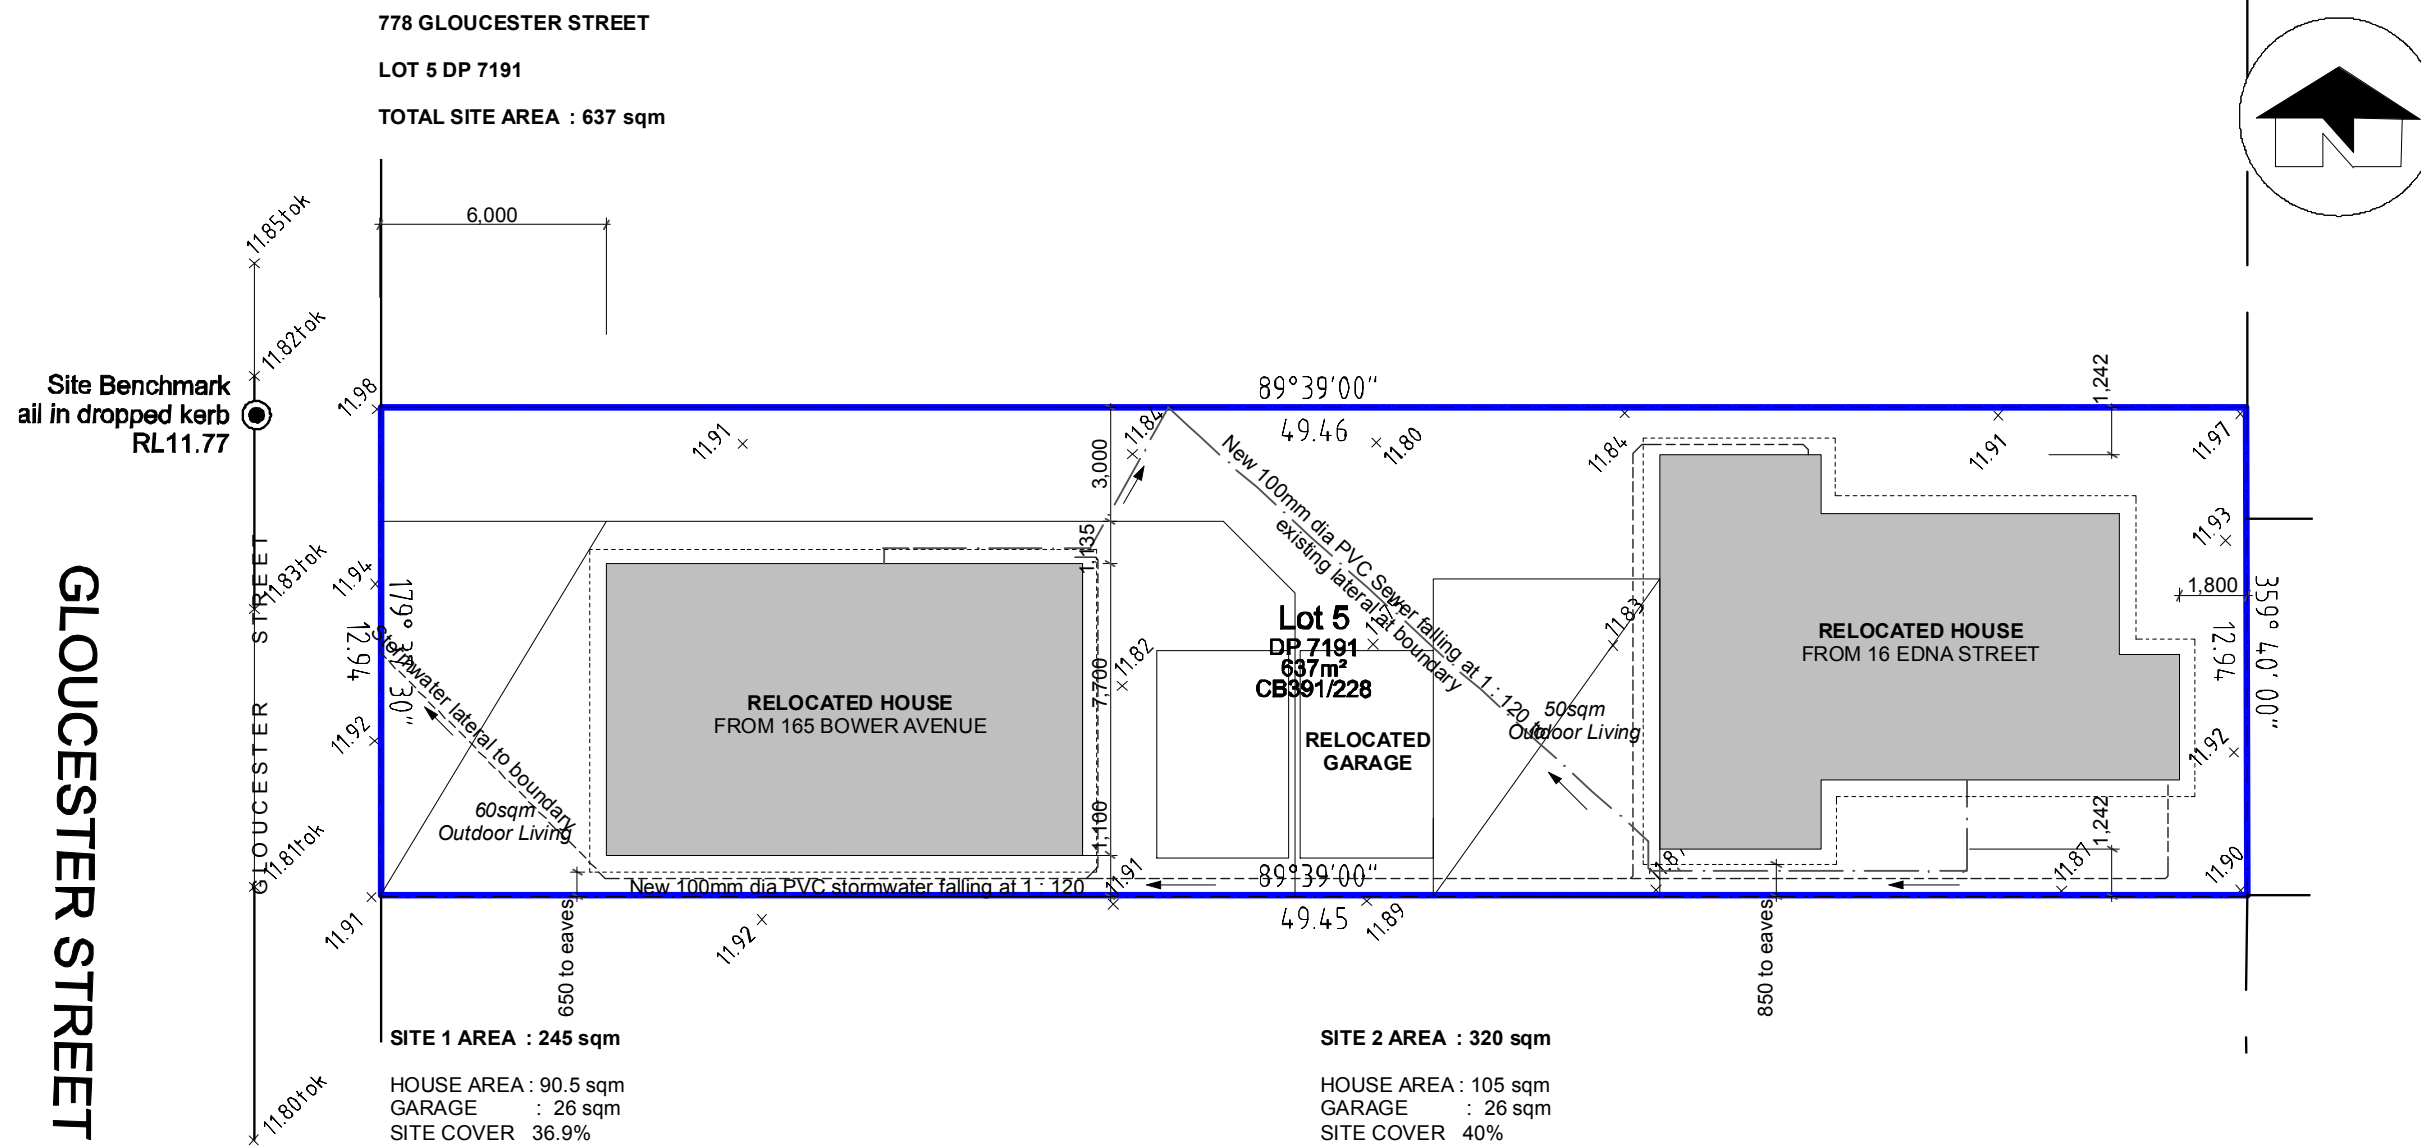 778 GLOUCESTER STREET
LOT 5 DP 7191
TOTAL SITE AREA : 637 sqm
6,000
11.85tok
11.82tok
Site Benchmark
ail in dropped kerb
RL11.77
11.98
89°39'00"
49.46
1,242
11.91
11.84
11.80
11.84
11.91
11.97
3,000
New 100mm dia PVC Sewer falling at 1 : 120 to
existing lateral at boundary
1,135
11.93
11.83tok
11.94
1,800
Lot 5
DP 7191
637m²
CB391/228
11.83
RELOCATED HOUSE
FROM 16 EDNA STREET
359° 40' 00"
12.94
12.94
11.82
7,700
RELOCATED HOUSE
FROM 165 BOWER AVENUE
Stormwater lateral to boundary
50sqm
Outdoor Living
RELOCATED
GARAGE
11.92
11.92
GLOUCESTER STREET
GLOUCESTER STREET
60sqm
Outdoor Living
1,100
1,242
11.81tok
New 100mm dia PVC stormwater falling at 1 : 120
11.91
89°39'00"
49.45
11.87
11.87
11.90
11.91
11.92
11.89
650 to eaves
850 to eaves
SITE 1 AREA : 245 sqm
HOUSE AREA : 90.5 sqm
GARAGE : 26 sqm
SITE COVER 36.9%
SITE 2 AREA : 320 sqm
HOUSE AREA : 105 sqm
GARAGE : 26 sqm
SITE COVER 40%
11.80tok